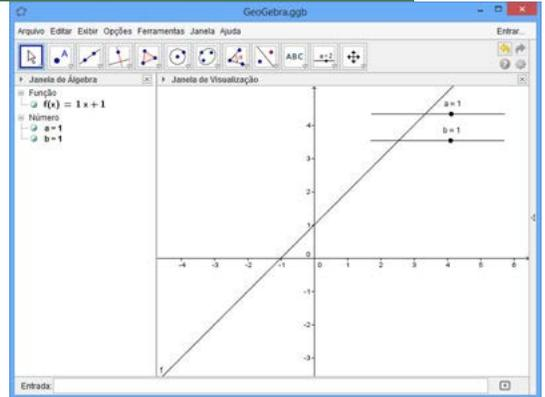 GeoGebra.ggb
Arquivo Editar Exibir Opções Ferramentas Janela Ajuda
Entrar...
A
ABC
a=2
Janela de Álgebra
Janela de Visualização
Função
f(x) = 1 x + 1
Número
a = 1
b = 1
a = 1
b = 1
4
3
2
1
0
-4 -3 -2 -1 0 1 2 3 4 5 6
-1
-2
-3
f
Entrada: